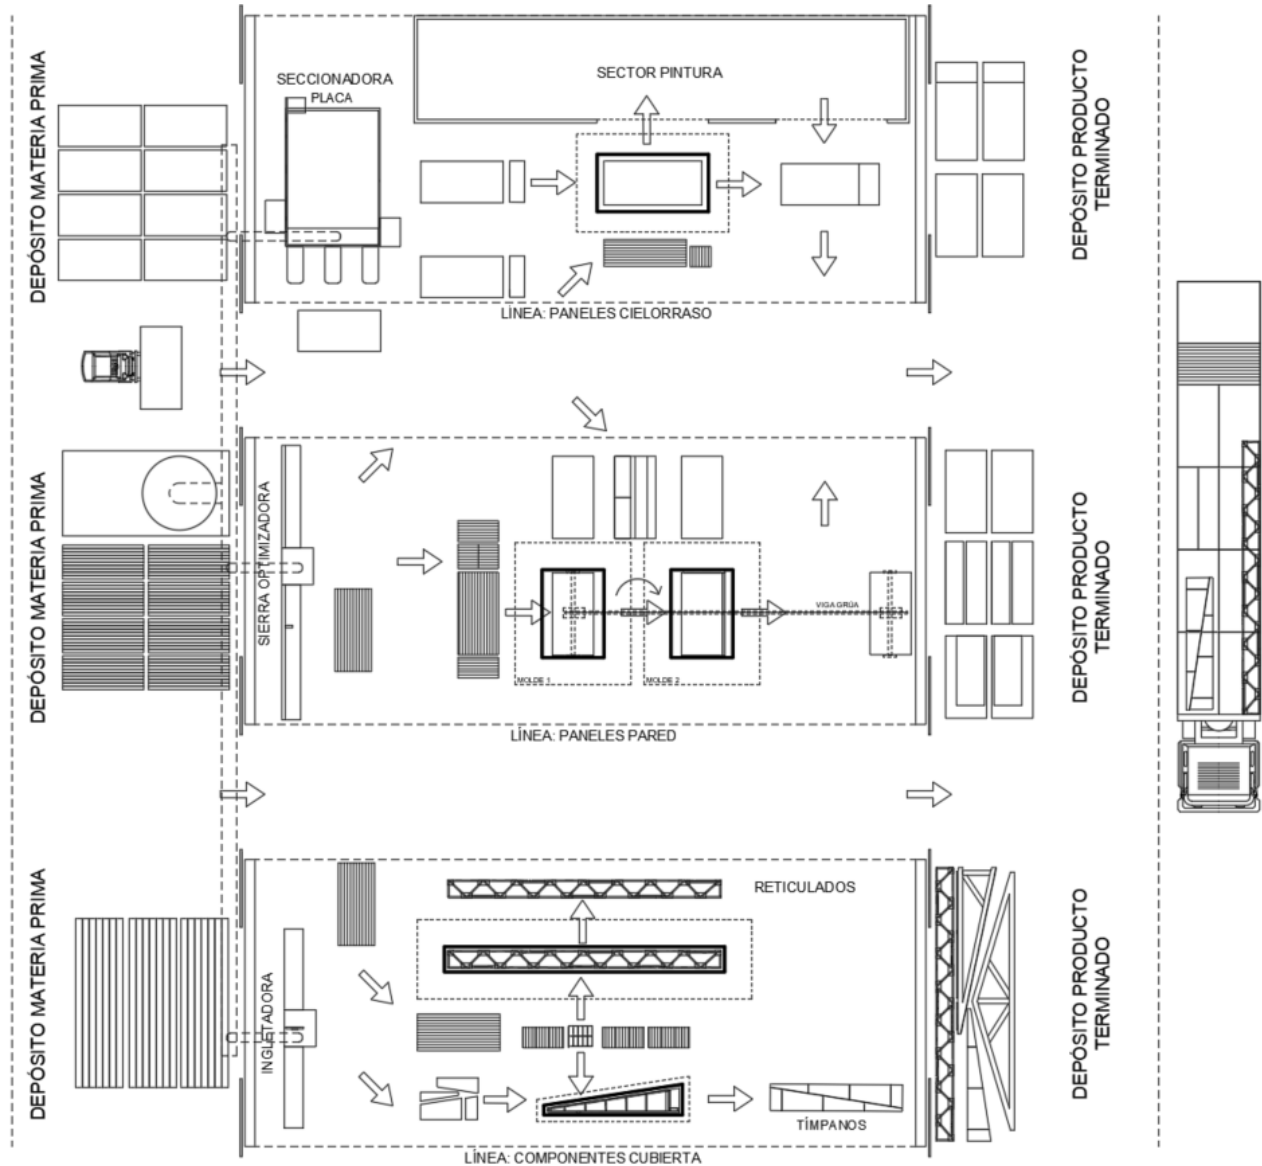 DEPÓSITO MATERIA PRIMA
SECCIONADORA
PLACA
SECTOR PINTURA
DEPÓSITO PRODUCTO
TERMINADO
LÍNEA: PANELES CIELORRASO
DEPÓSITO MATERIA PRIMA
SIERRA OPTIMIZADORA
MOLDE 1
MOLDE 2
VIGA GRÚA
DEPÓSITO PRODUCTO
TERMINADO
LÍNEA: PANELES PARED
DEPÓSITO MATERIA PRIMA
INGLETADORA
RETICULADOS
TÍMPANOS
DEPÓSITO PRODUCTO
TERMINADO
LÍNEA: COMPONENTES CUBIERTA